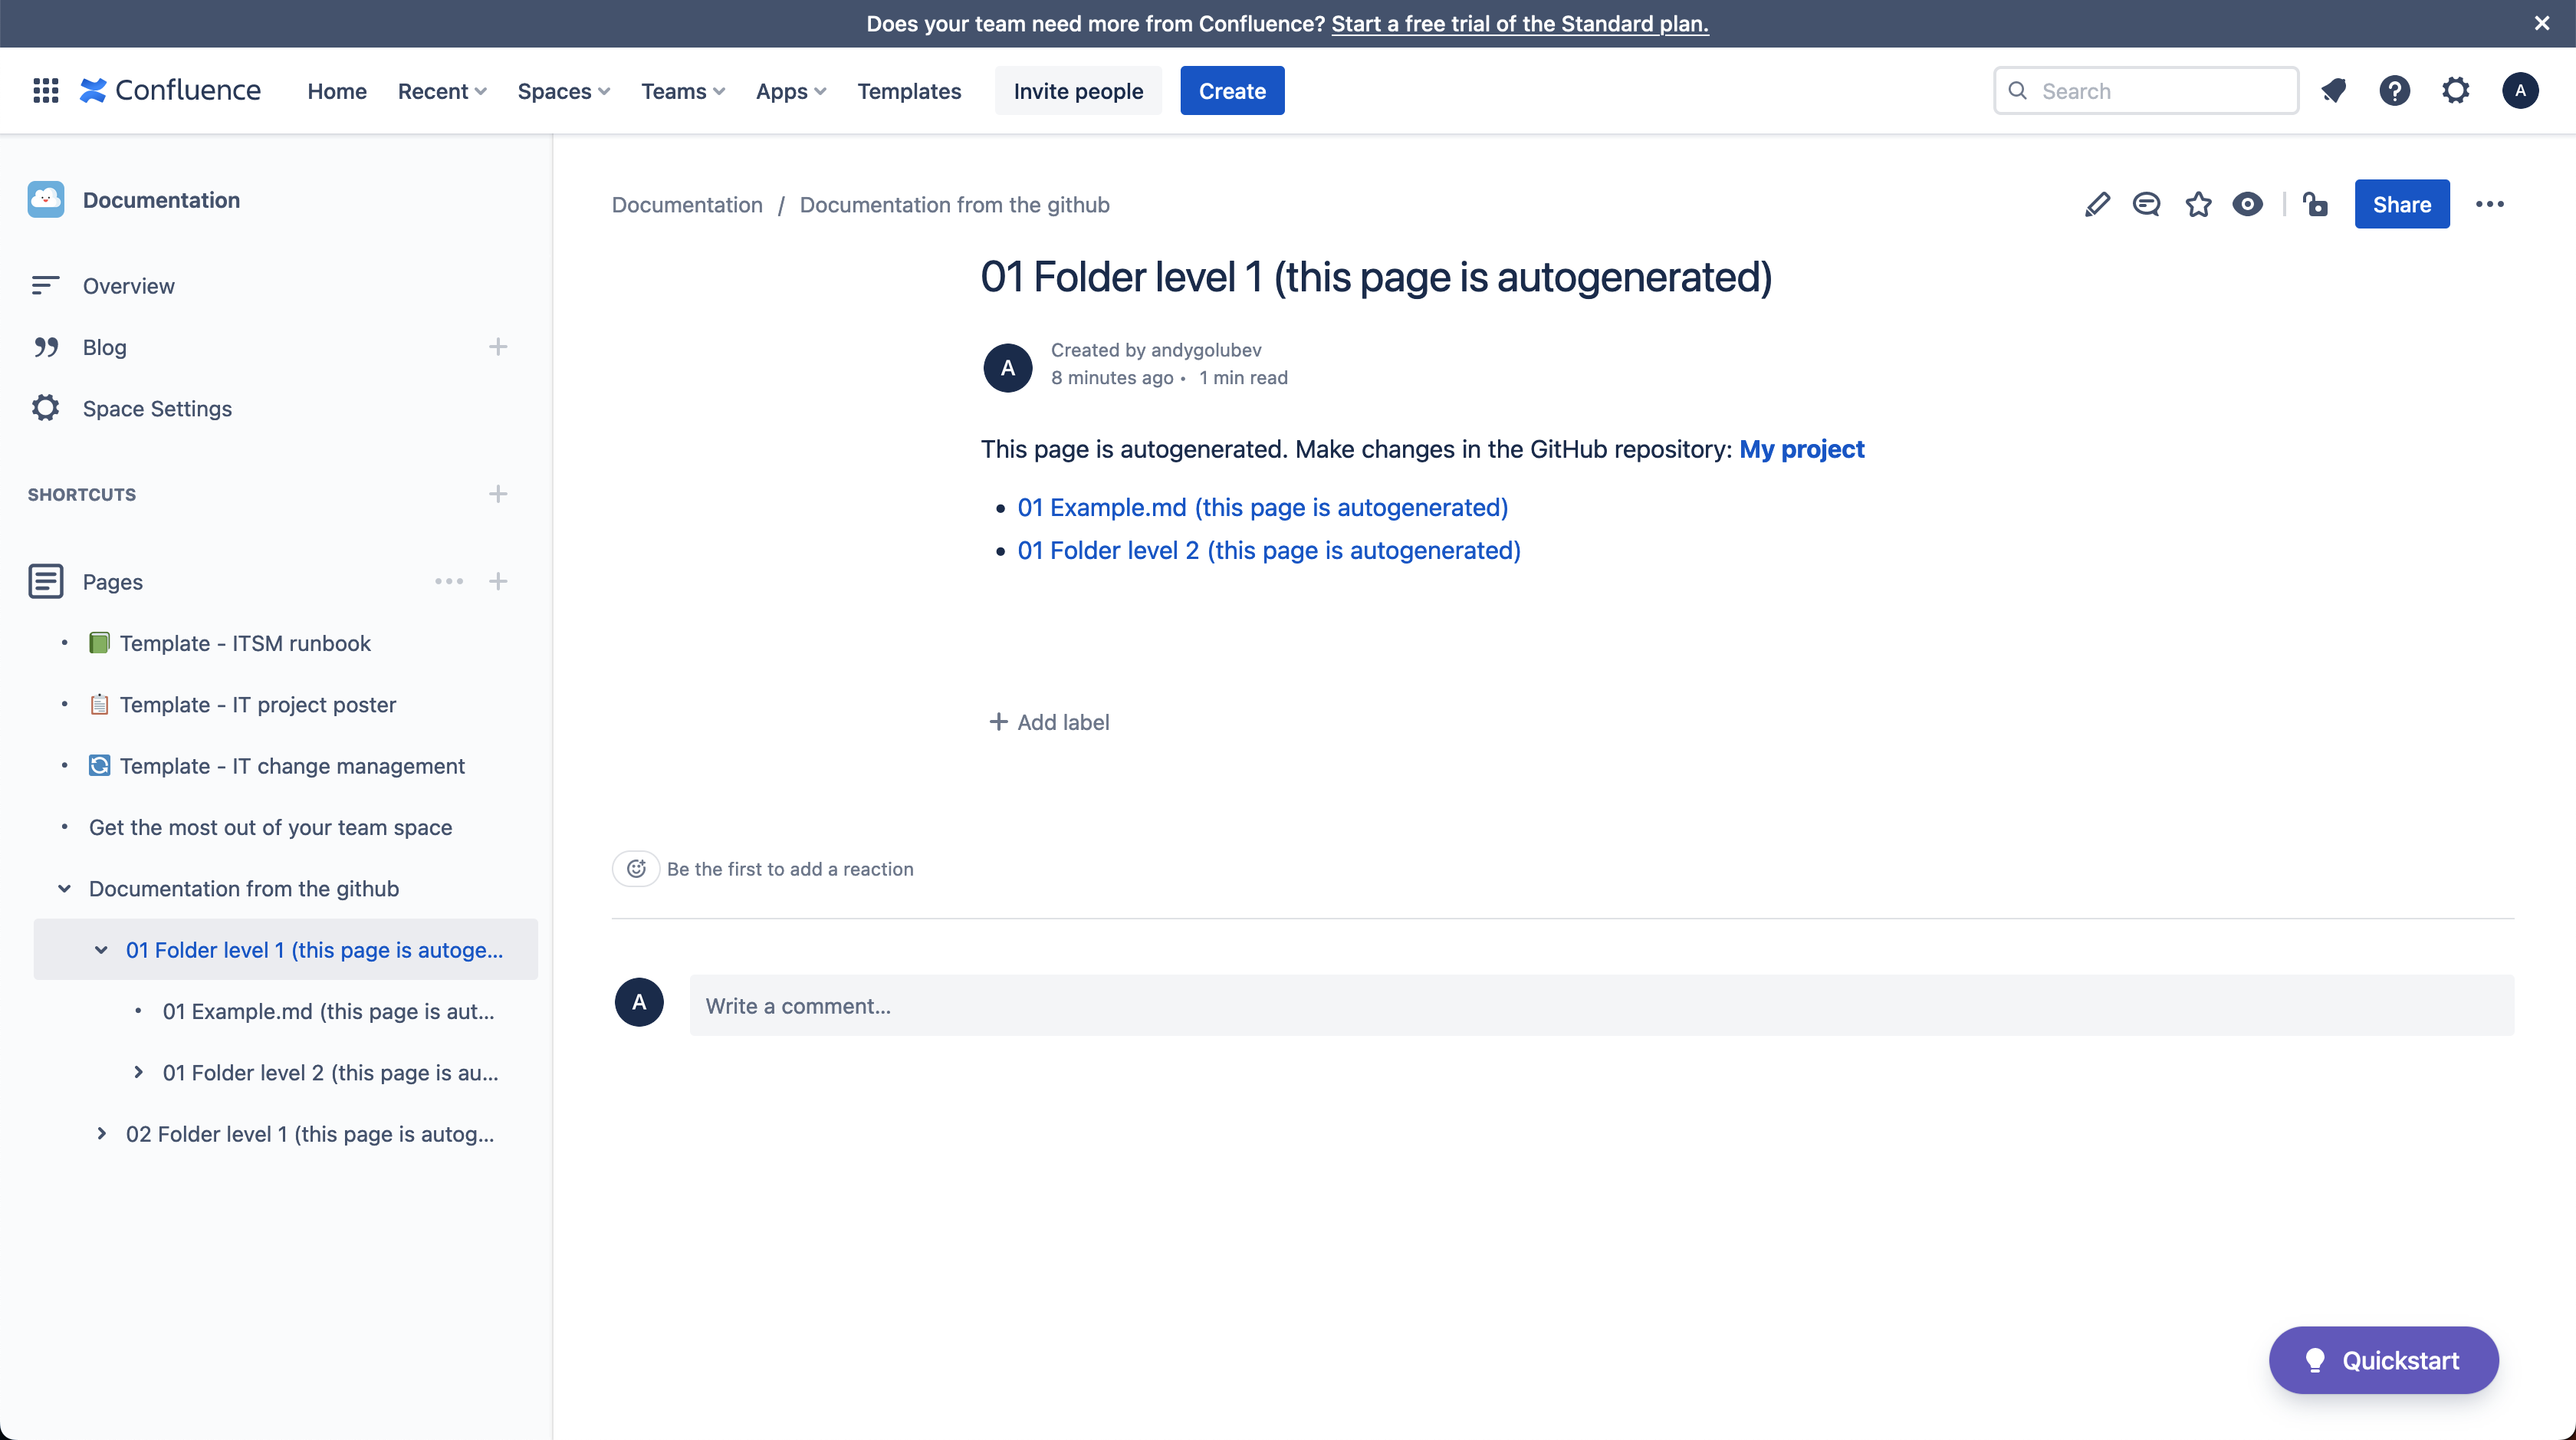 Does your team need more from Confluence? Start a free trial of the Standard plan.
Confluence Home Recent Spaces Teams Apps Templates Invite people Create Search A
Documentation
Overview
Blog
Space Settings
SHORTCUTS
Pages
Template - ITSM runbook
Template - IT project poster
Template - IT change management
Get the most out of your team space
Documentation from the github
01 Folder level 1 (this page is autoge...
01 Example.md (this page is aut...
01 Folder level 2 (this page is au...
02 Folder level 1 (this page is autog...
Documentation / Documentation from the github
Share
01 Folder level 1 (this page is autogenerated)
A
Created by andygolubev
8 minutes ago • 1 min read
This page is autogenerated. Make changes in the GitHub repository: My project
• 01 Example.md (this page is autogenerated)
• 01 Folder level 2 (this page is autogenerated)
Add label
Be the first to add a reaction
A
Write a comment...
Quickstart